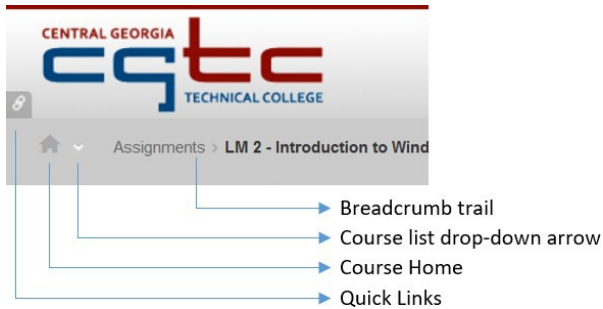 CENTRAL GEORGIA
cgtc
TECHNICAL COLLEGE
Assignments > LM 2 - Introduction to Wind
Breadcrumb trail
Course list drop-down arrow
Course Home
Quick Links